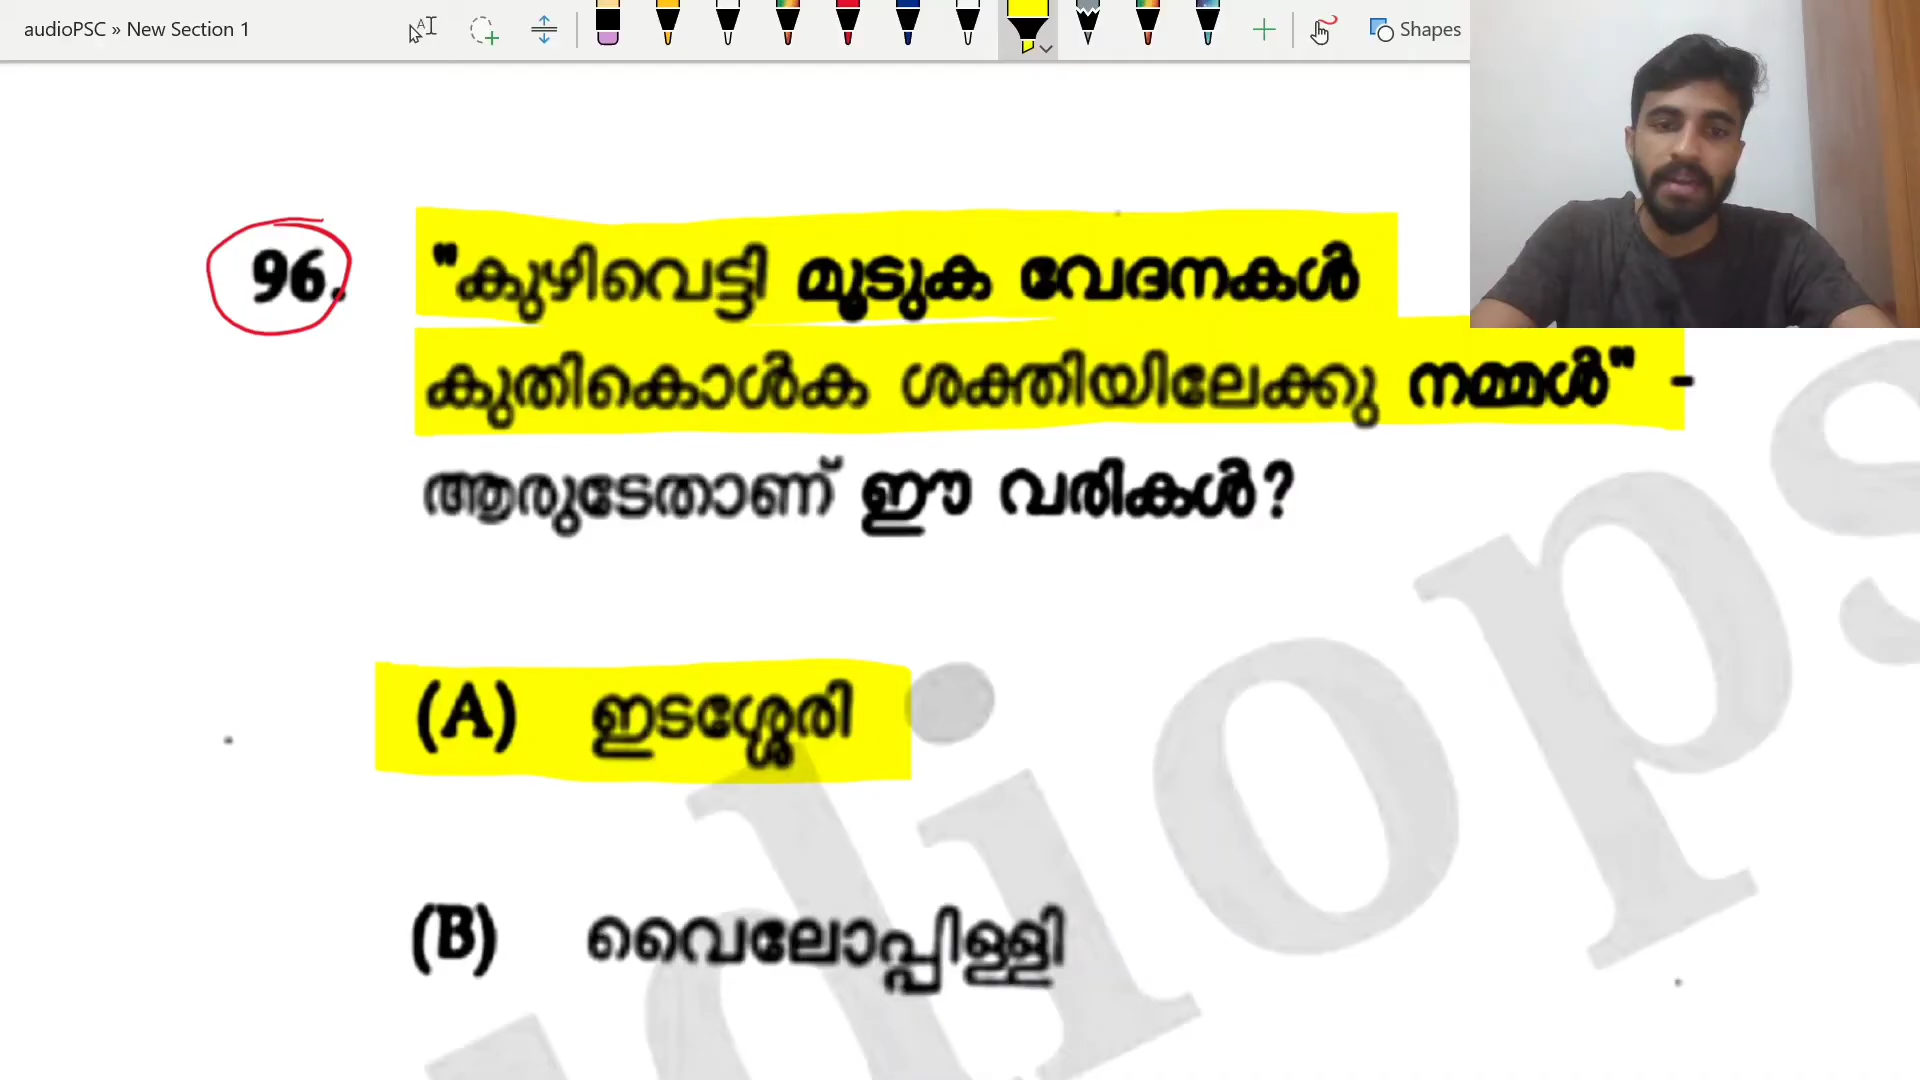 audioPSC » New Section 1
Shapes
96. "കുഴിവെട്ടി മൂടുക വേദനകൾ
കുതികൊൾക ശക്തിയിലേക്കു നമ്മൾ" -
ആരുടേതാണ് ഈ വരികൾ?
(A) ഇടശ്ശേരി
(B) വൈലോപ്പിള്ളി